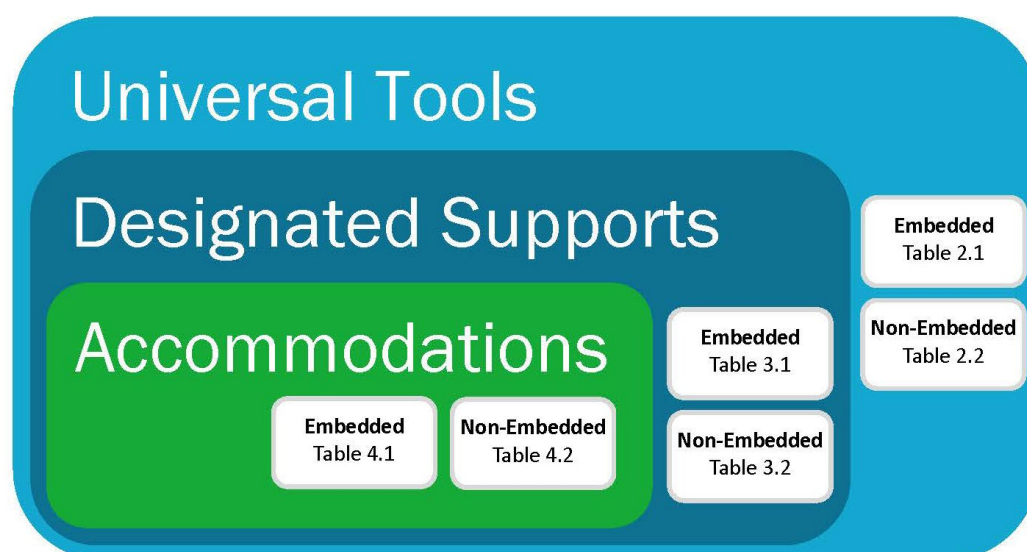 Universal Tools
Designated Supports
Embedded
Table 2.1
Accommodations
Embedded
Table 3.1
Non-Embedded
Table 2.2
Embedded
Table 4.1
Non-Embedded
Table 4.2
Non-Embedded
Table 3.2